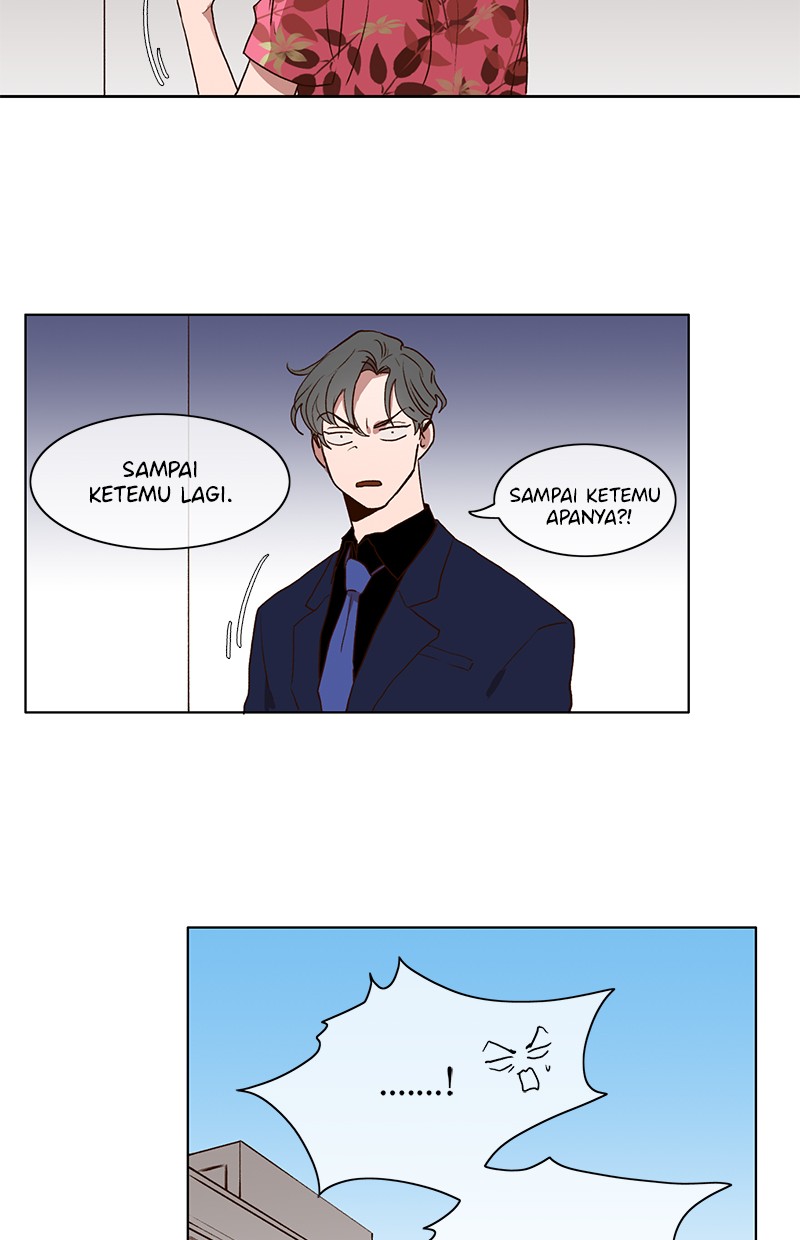 SAMPAI
KETEMU LAGI.
SAMPAI KETEMU
APANYA?!
.......!